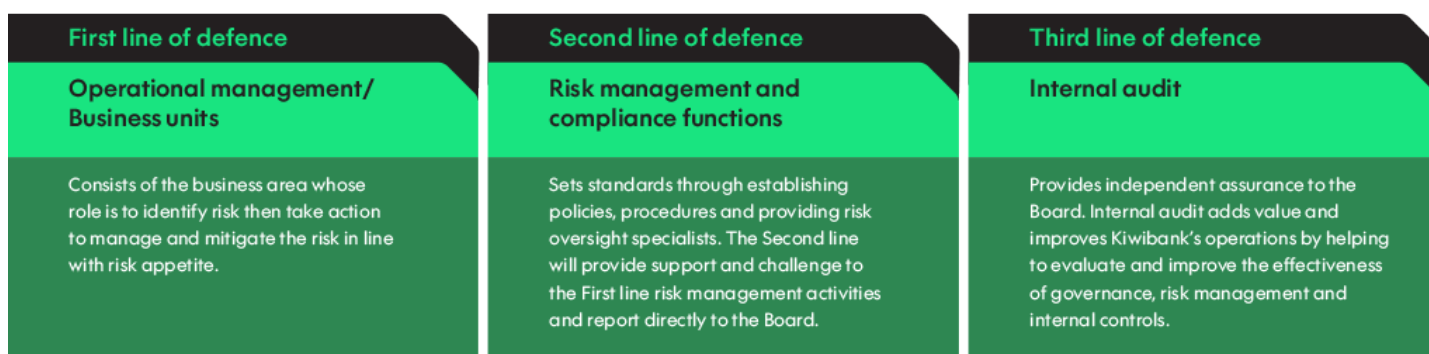 First line of defence
Operational management/
Business units
Consists of the business area whose
role is to identify risk then take action
to manage and mitigate the risk in line
with risk appetite.
Second line of defence
Risk management and
compliance functions
Sets standards through establishing
policies, procedures and providing risk
oversight specialists. The Second line
will provide support and challenge to
the First line risk management activities
and report directly to the Board.
Third line of defence
Internal audit
Provides independent assurance to the
Board. Internal audit adds value and
improves Kiwibank's operations by helping
to evaluate and improve the effectiveness
of governance, risk management and
internal controls.